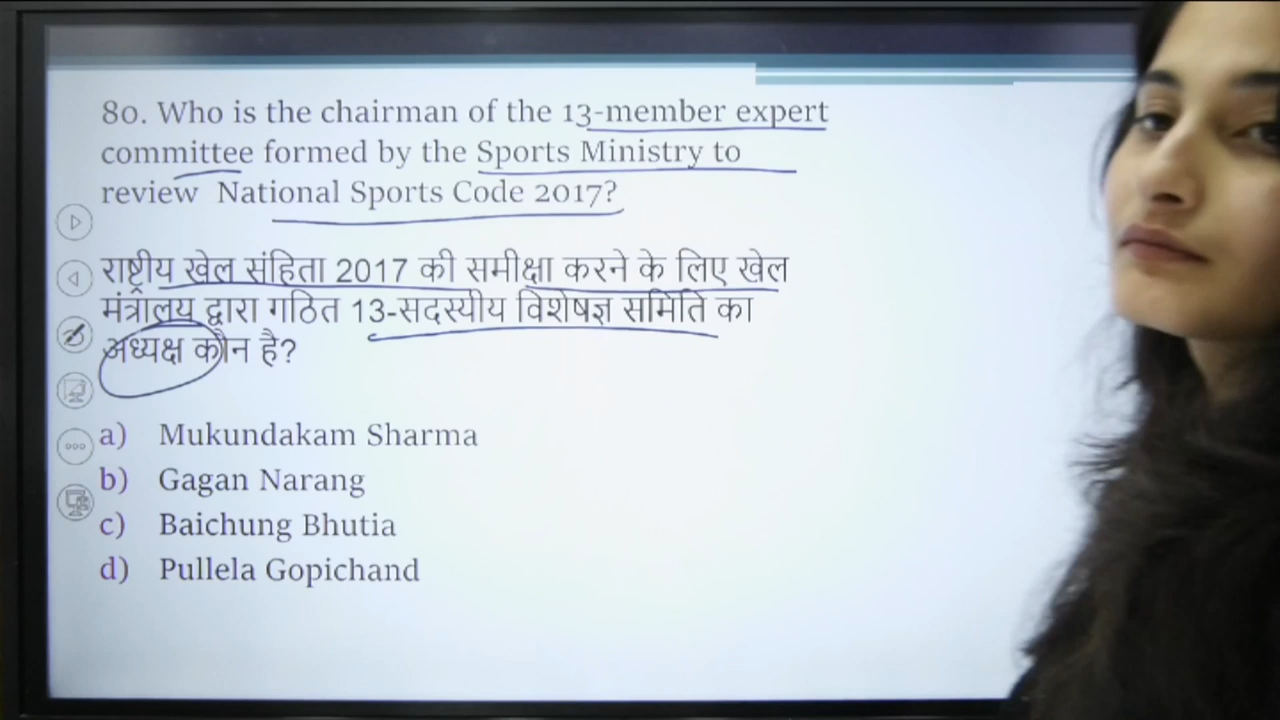 80. Who is the chairman of the 13-member expert
committee formed by the Sports Ministry to
review National Sports Code 2017?
राष्ट्रीय खेल संहिता 2017 की समीक्षा करने के लिए खेल
मंत्रालय द्वारा गठित 13-सदस्यीय विशेषज्ञ समिति का
अध्यक्ष कौन है?
a) Mukundakam Sharma
b) Gagan Narang
c) Baichung Bhutia
d) Pullela Gopichand